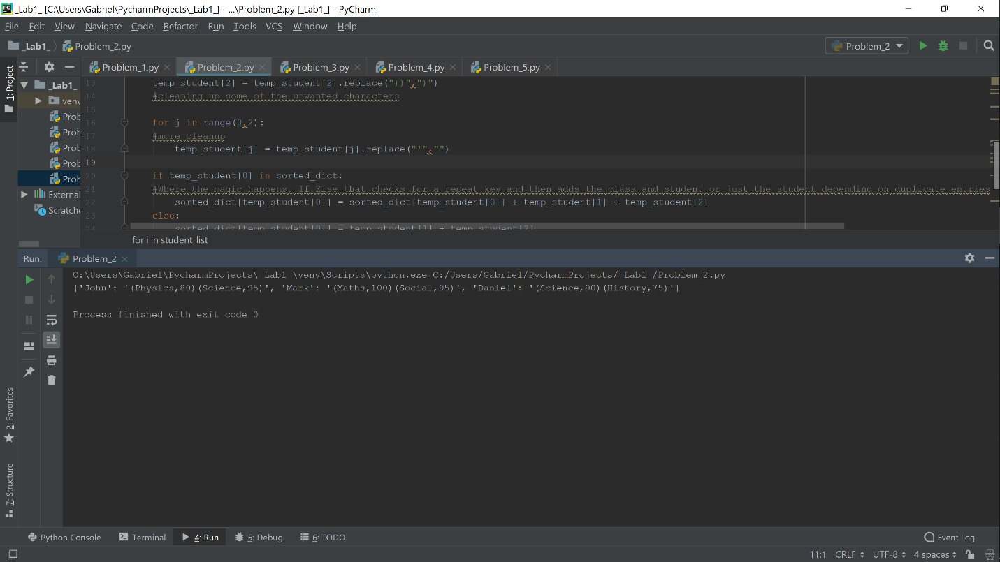 _Lab1_ [C:\Users\Gabriel\PycharmProjects\_Lab1_] - ...\Problem_2.py [_Lab1_] - PyCharm
File Edit View Navigate Code Refactor Run Tools VCS Window Help
_Lab1_ Problem_2.py
Problem_2
Problem_1.py Problem_2.py Problem_3.py Problem_4.py Problem_5.py
1: Project
_Lab1_
venv
Prob
Prob
Prob
Prob
Prob
External
Scratche
13 temp_student[2] = temp_student[2].replace("))",")")
14 #cleaning up some of the unwanted characters
15
16 for j in range(0,2):
17 #more cleanup
18 temp_student[j] = temp_student[j].replace("'","")
19
20 if temp_student[0] in sorted_dict:
21 #Where the magic happens. If Else that checks for a repeat key and then adds the class and student or just the student depending on duplicate entries
22 sorted_dict[temp_student[0]] = sorted_dict[temp_student[0]] + temp_student[1] + temp_student[2]
23 else:
24 sorted_dict[temp_student[0]] = temp_student[1] + temp_student[2]
for i in student_list
Run: Problem_2
C:\Users\Gabriel\PycharmProjects\_Lab1_\venv\Scripts\python.exe C:/Users/Gabriel/PycharmProjects/_Lab1_/Problem_2.py
{'John': '(Physics,80)(Science,95)', 'Mark': '(Maths,100)(Social,95)', 'Daniel': '(Science,90)(History,75)'}
Process finished with exit code 0
2: Favorites
7: Structure
Python Console Terminal 4: Run 5: Debug 6: TODO Event Log
11:1 CRLF UTF-8 4 spaces